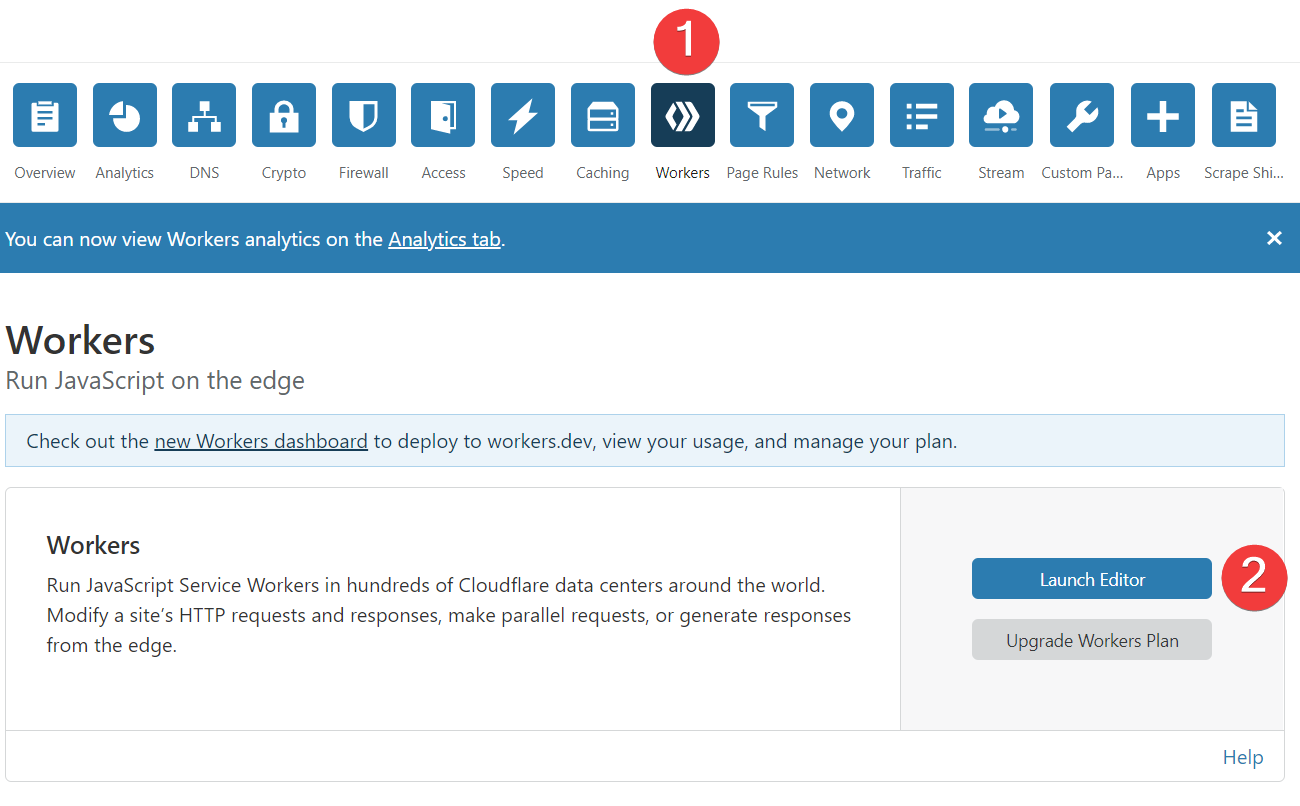 1
Overview Analytics DNS Crypto Firewall Access Speed Caching Workers Page Rules Network Traffic Stream Custom Pa... Apps Scrape Shi...
You can now view Workers analytics on the Analytics tab.
Workers
Run JavaScript on the edge
Check out the new Workers dashboard to deploy to workers.dev, view your usage, and manage your plan.
Workers
Run JavaScript Service Workers in hundreds of Cloudflare data centers around the world.
Modify a site’s HTTP requests and responses, make parallel requests, or generate responses
from the edge.
Launch Editor
2
Upgrade Workers Plan
Help